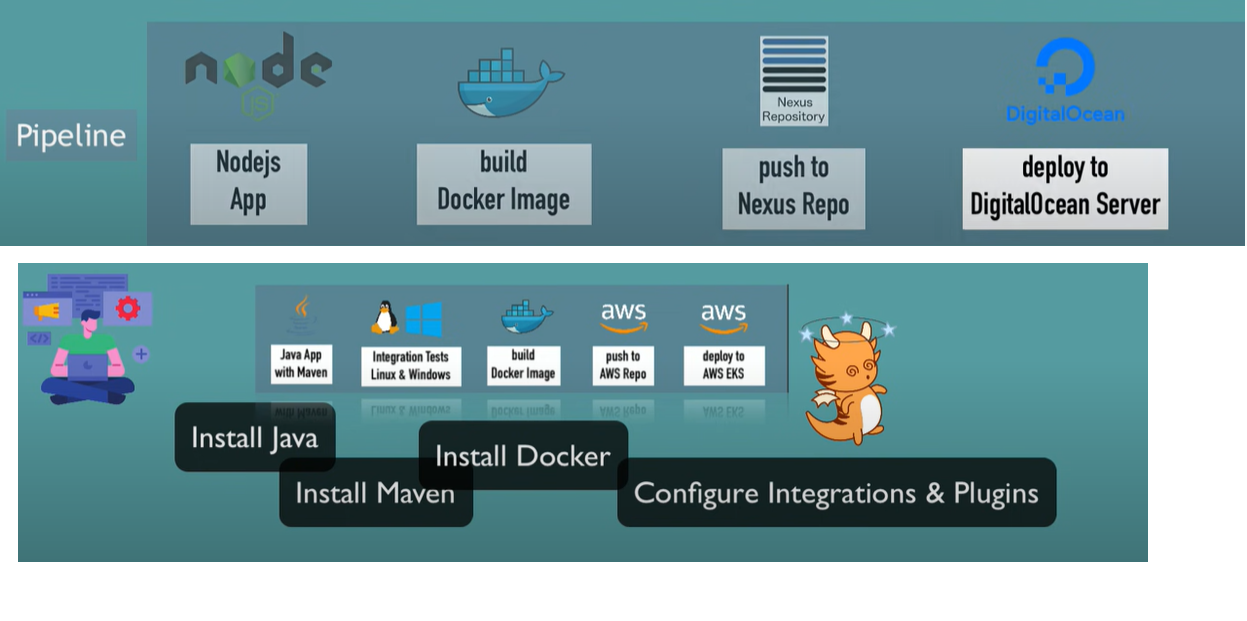 node
JS
Nexus
Repository
DigitalOcean
Pipeline
Nodejs
App
build
Docker Image
push to
Nexus Repo
deploy to
DigitalOcean Server
</>
aws
aws
Java App
with Maven
Integration Tests
Linux & Windows
build
Docker Image
push to
AWS Repo
deploy to
AWS EKS
Install Java
Install Maven
Install Docker
Configure Integrations & Plugins